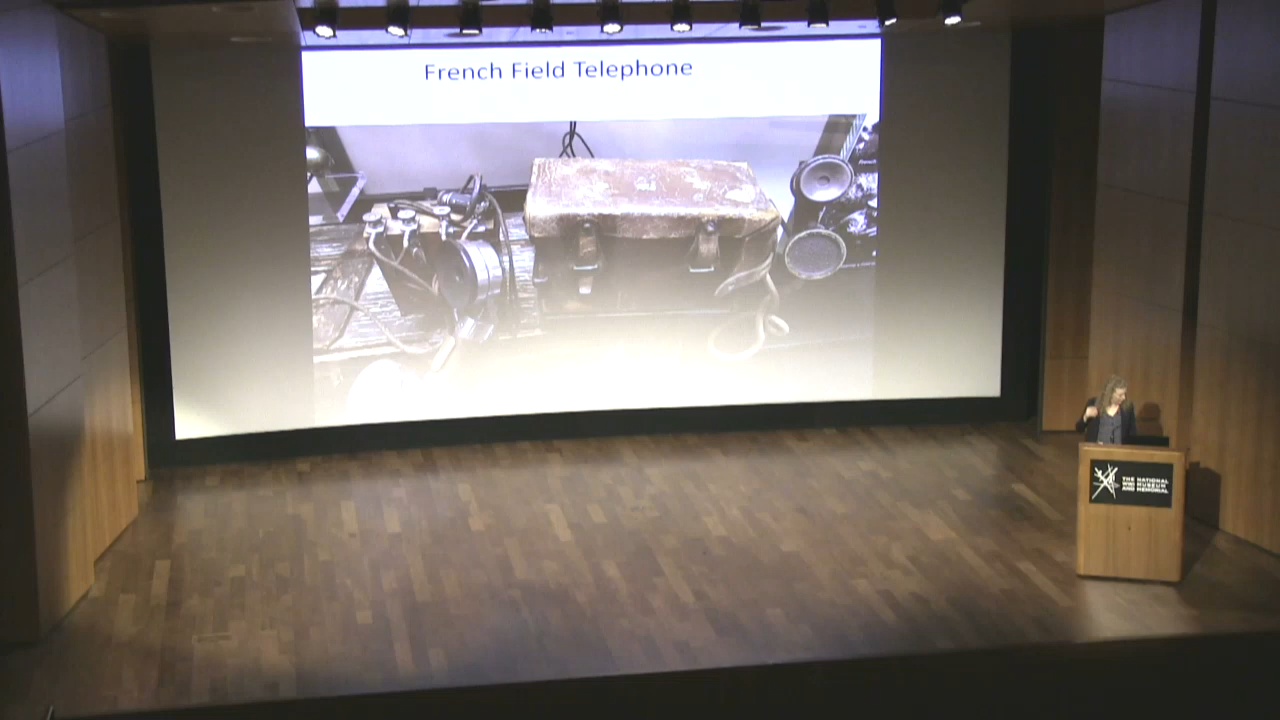 French Field Telephone
THE NATIONAL
WWI MUSEUM
AND MEMORIAL